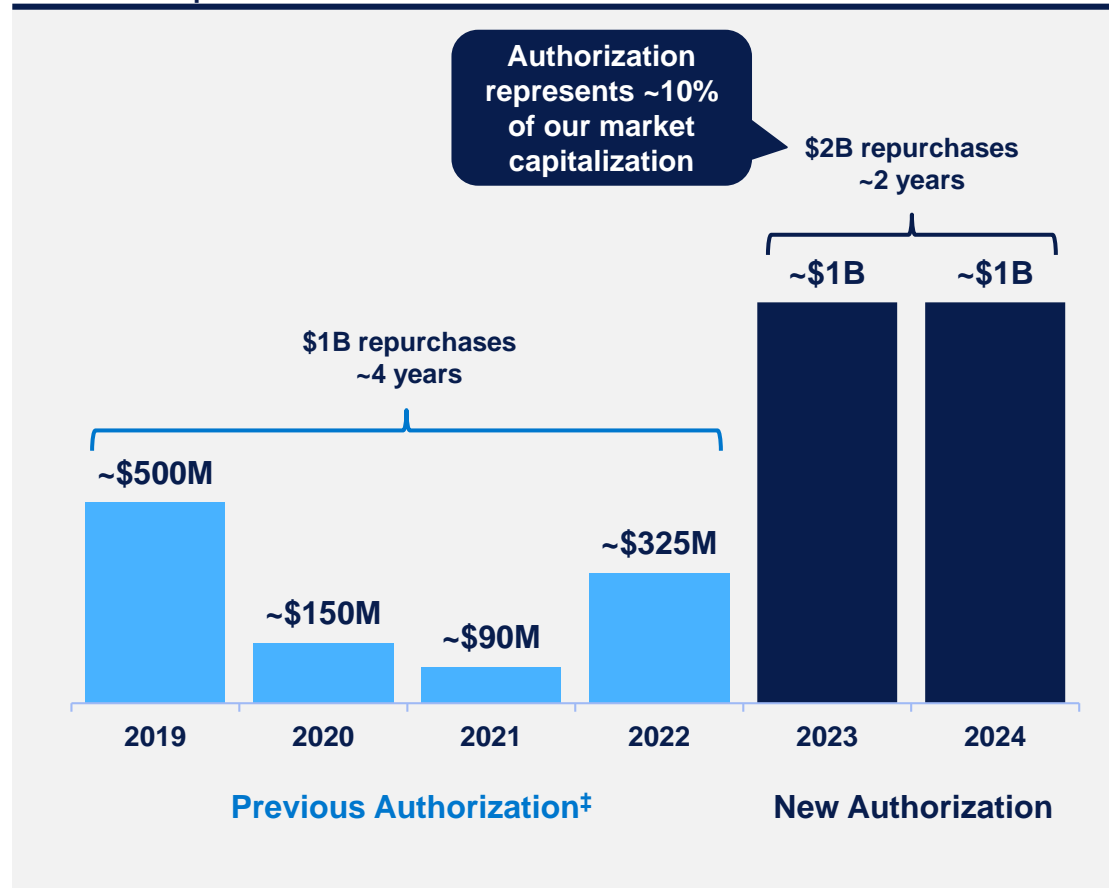 Authorization
represents ~10%
of our market
capitalization
$2B repurchases
~2 years
~$1B
~$1B
$1B repurchases
~4 years
~$500M
~$150M
~$90M
~$325M
2019
2020
2021
2022
2023
2024
Previous Authorization‡
New Authorization